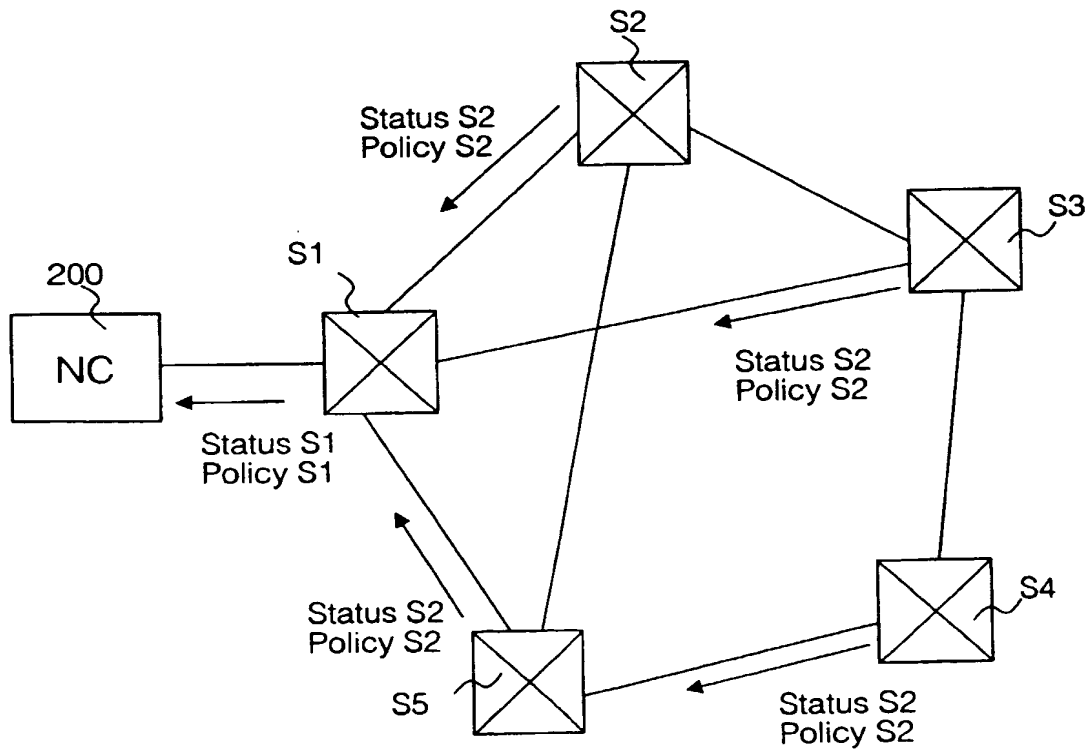 S2
Status S2
Policy S2
S3
S1
200
NC
Status S2
Policy S2
Status S1
Policy S1
Status S2
Policy S2
S4
S5
Status S2
Policy S2